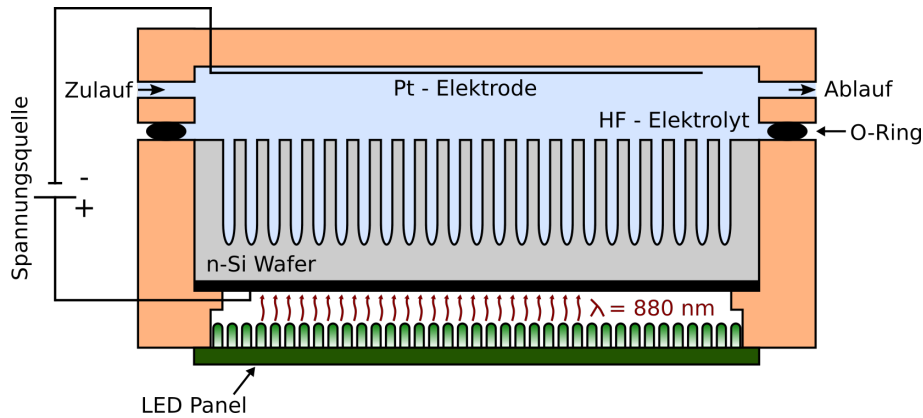 Zulauf
Pt - Elektrode
Ablauf
HF - Elektrolyt
O-Ring
Spannungsquelle
-
+
n-Si Wafer
λ = 880 nm
LED Panel